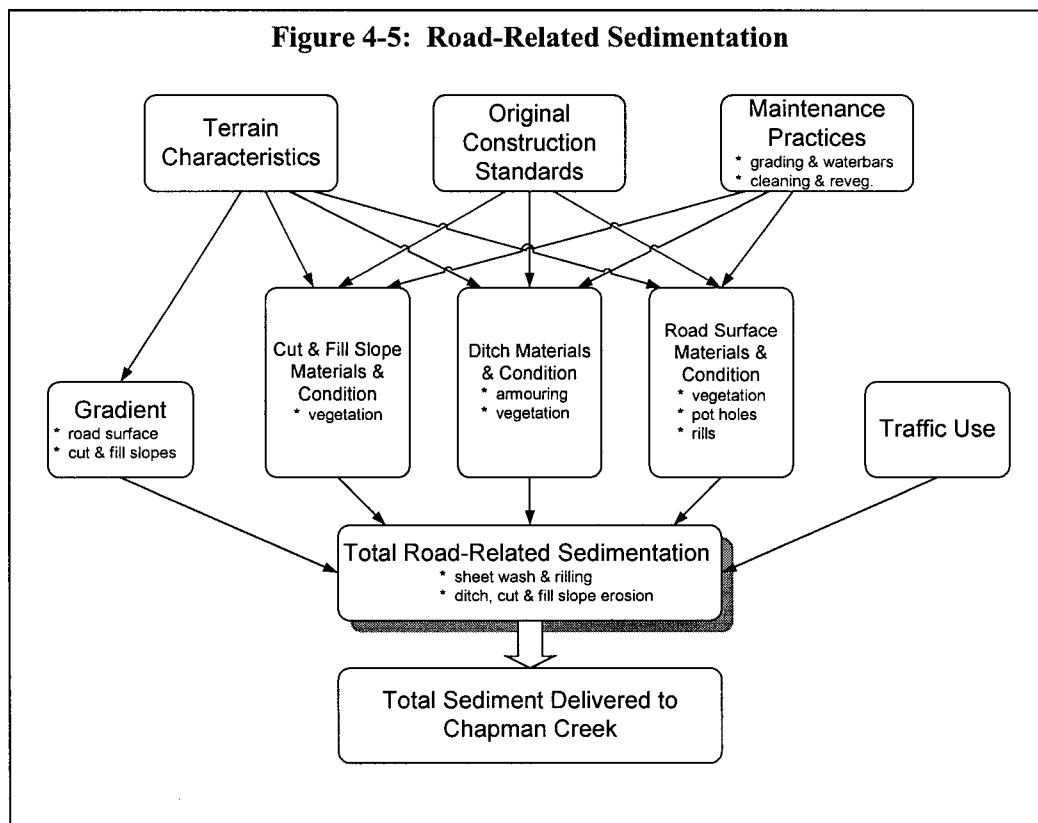 Figure 4-5: Road-Related Sedimentation
Terrain
Characteristics
Original
Construction
Standards
Maintenance
Practices
* grading & waterbars
* cleaning & reveg.
Gradient
* road surface
* cut & fill slopes
Cut & Fill Slope
Materials &
Condition
* vegetation
Ditch Materials
& Condition
* armouring
* vegetation
Road Surface
Materials &
Condition
* vegetation
* pot holes
* rills
Traffic Use
Total Road-Related Sedimentation
* sheet wash & rilling
* ditch, cut & fill slope erosion
Total Sediment Delivered to
Chapman Creek